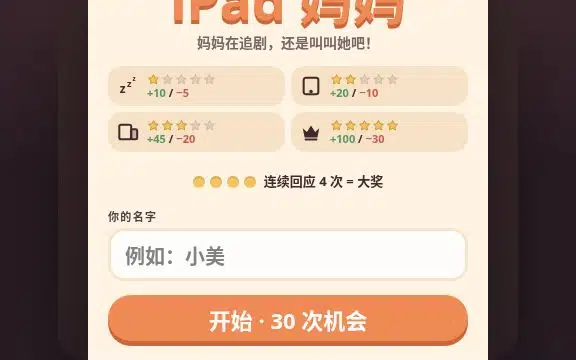 iPad 妈妈
妈妈在追剧，还是叫叫她吧！
zzz
+10 / −5
+20 / −10
+45 / −20
+100 / −30
连续回应 4 次 = 大奖
你的名字
例如：小美
开始 · 30 次机会